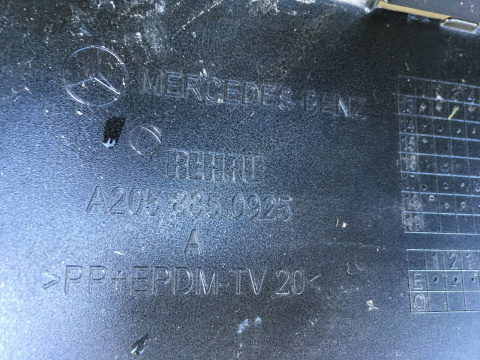 MERCEDES-BENZ
REHAU
A205 885 0925
A
>PP+EPDM-TV 20<